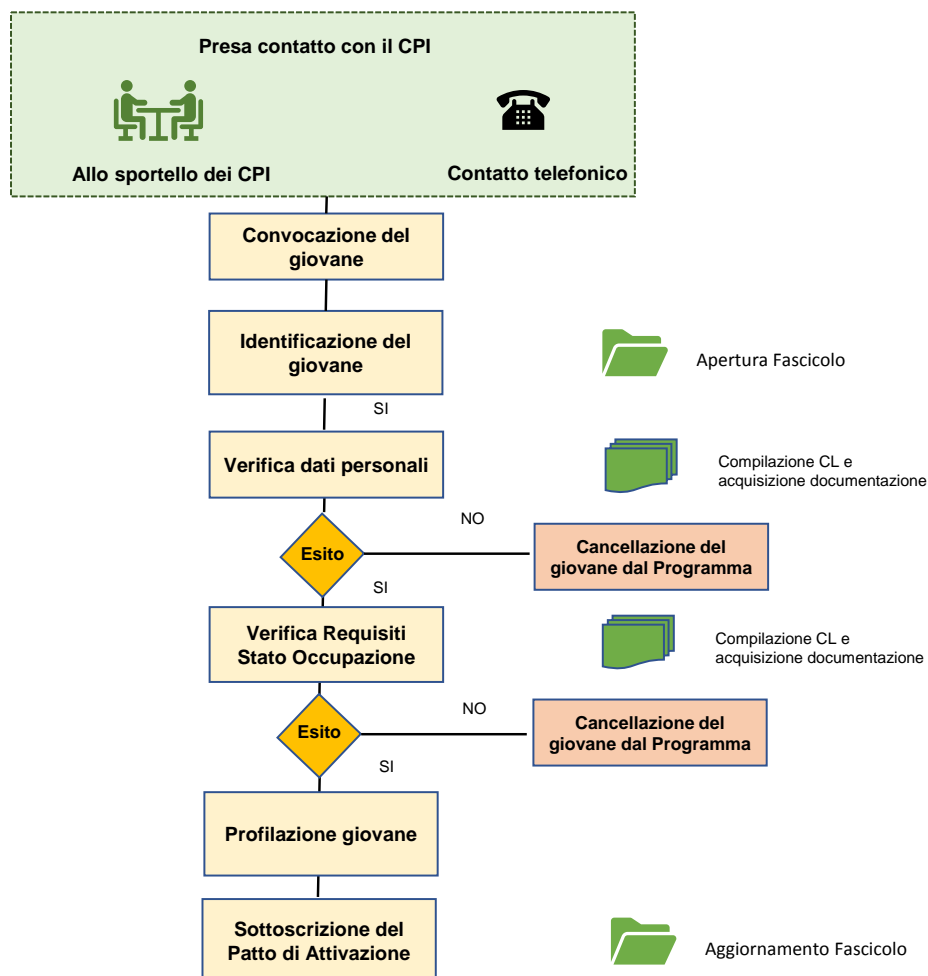 Presa contatto con il CPI
Allo sportello dei CPI
Contatto telefonico
Convocazione del
giovane
Identificazione del
giovane
Apertura Fascicolo
SI
Verifica dati personali
Compilazione CL e
acquisizione documentazione
NO
Esito
Cancellazione del
giovane dal Programma
SI
Verifica Requisiti
Stato Occupazione
Compilazione CL e
acquisizione documentazione
NO
Esito
Cancellazione del
giovane dal Programma
SI
Profilazione giovane
Sottoscrizione del
Patto di Attivazione
Aggiornamento Fascicolo